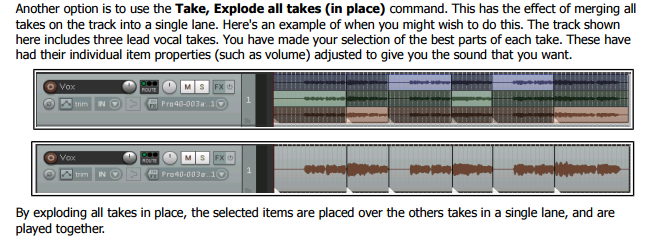 Another option is to use the Take, Explode all takes (in place) command. This has the effect of merging all
takes on the track into a single lane. Here's an example of when you might wish to do this. The track shown
here includes three lead vocal takes. You have made your selection of the best parts of each take. These have
had their individual item properties (such as volume) adjusted to give you the sound that you want.
Vox
ROUTE
M
S
FX
trim
IN
1
Vox
ROUTE
M
S
FX
trim
IN
1
By exploding all takes in place, the selected items are placed over the others takes in a single lane, and are
played together.